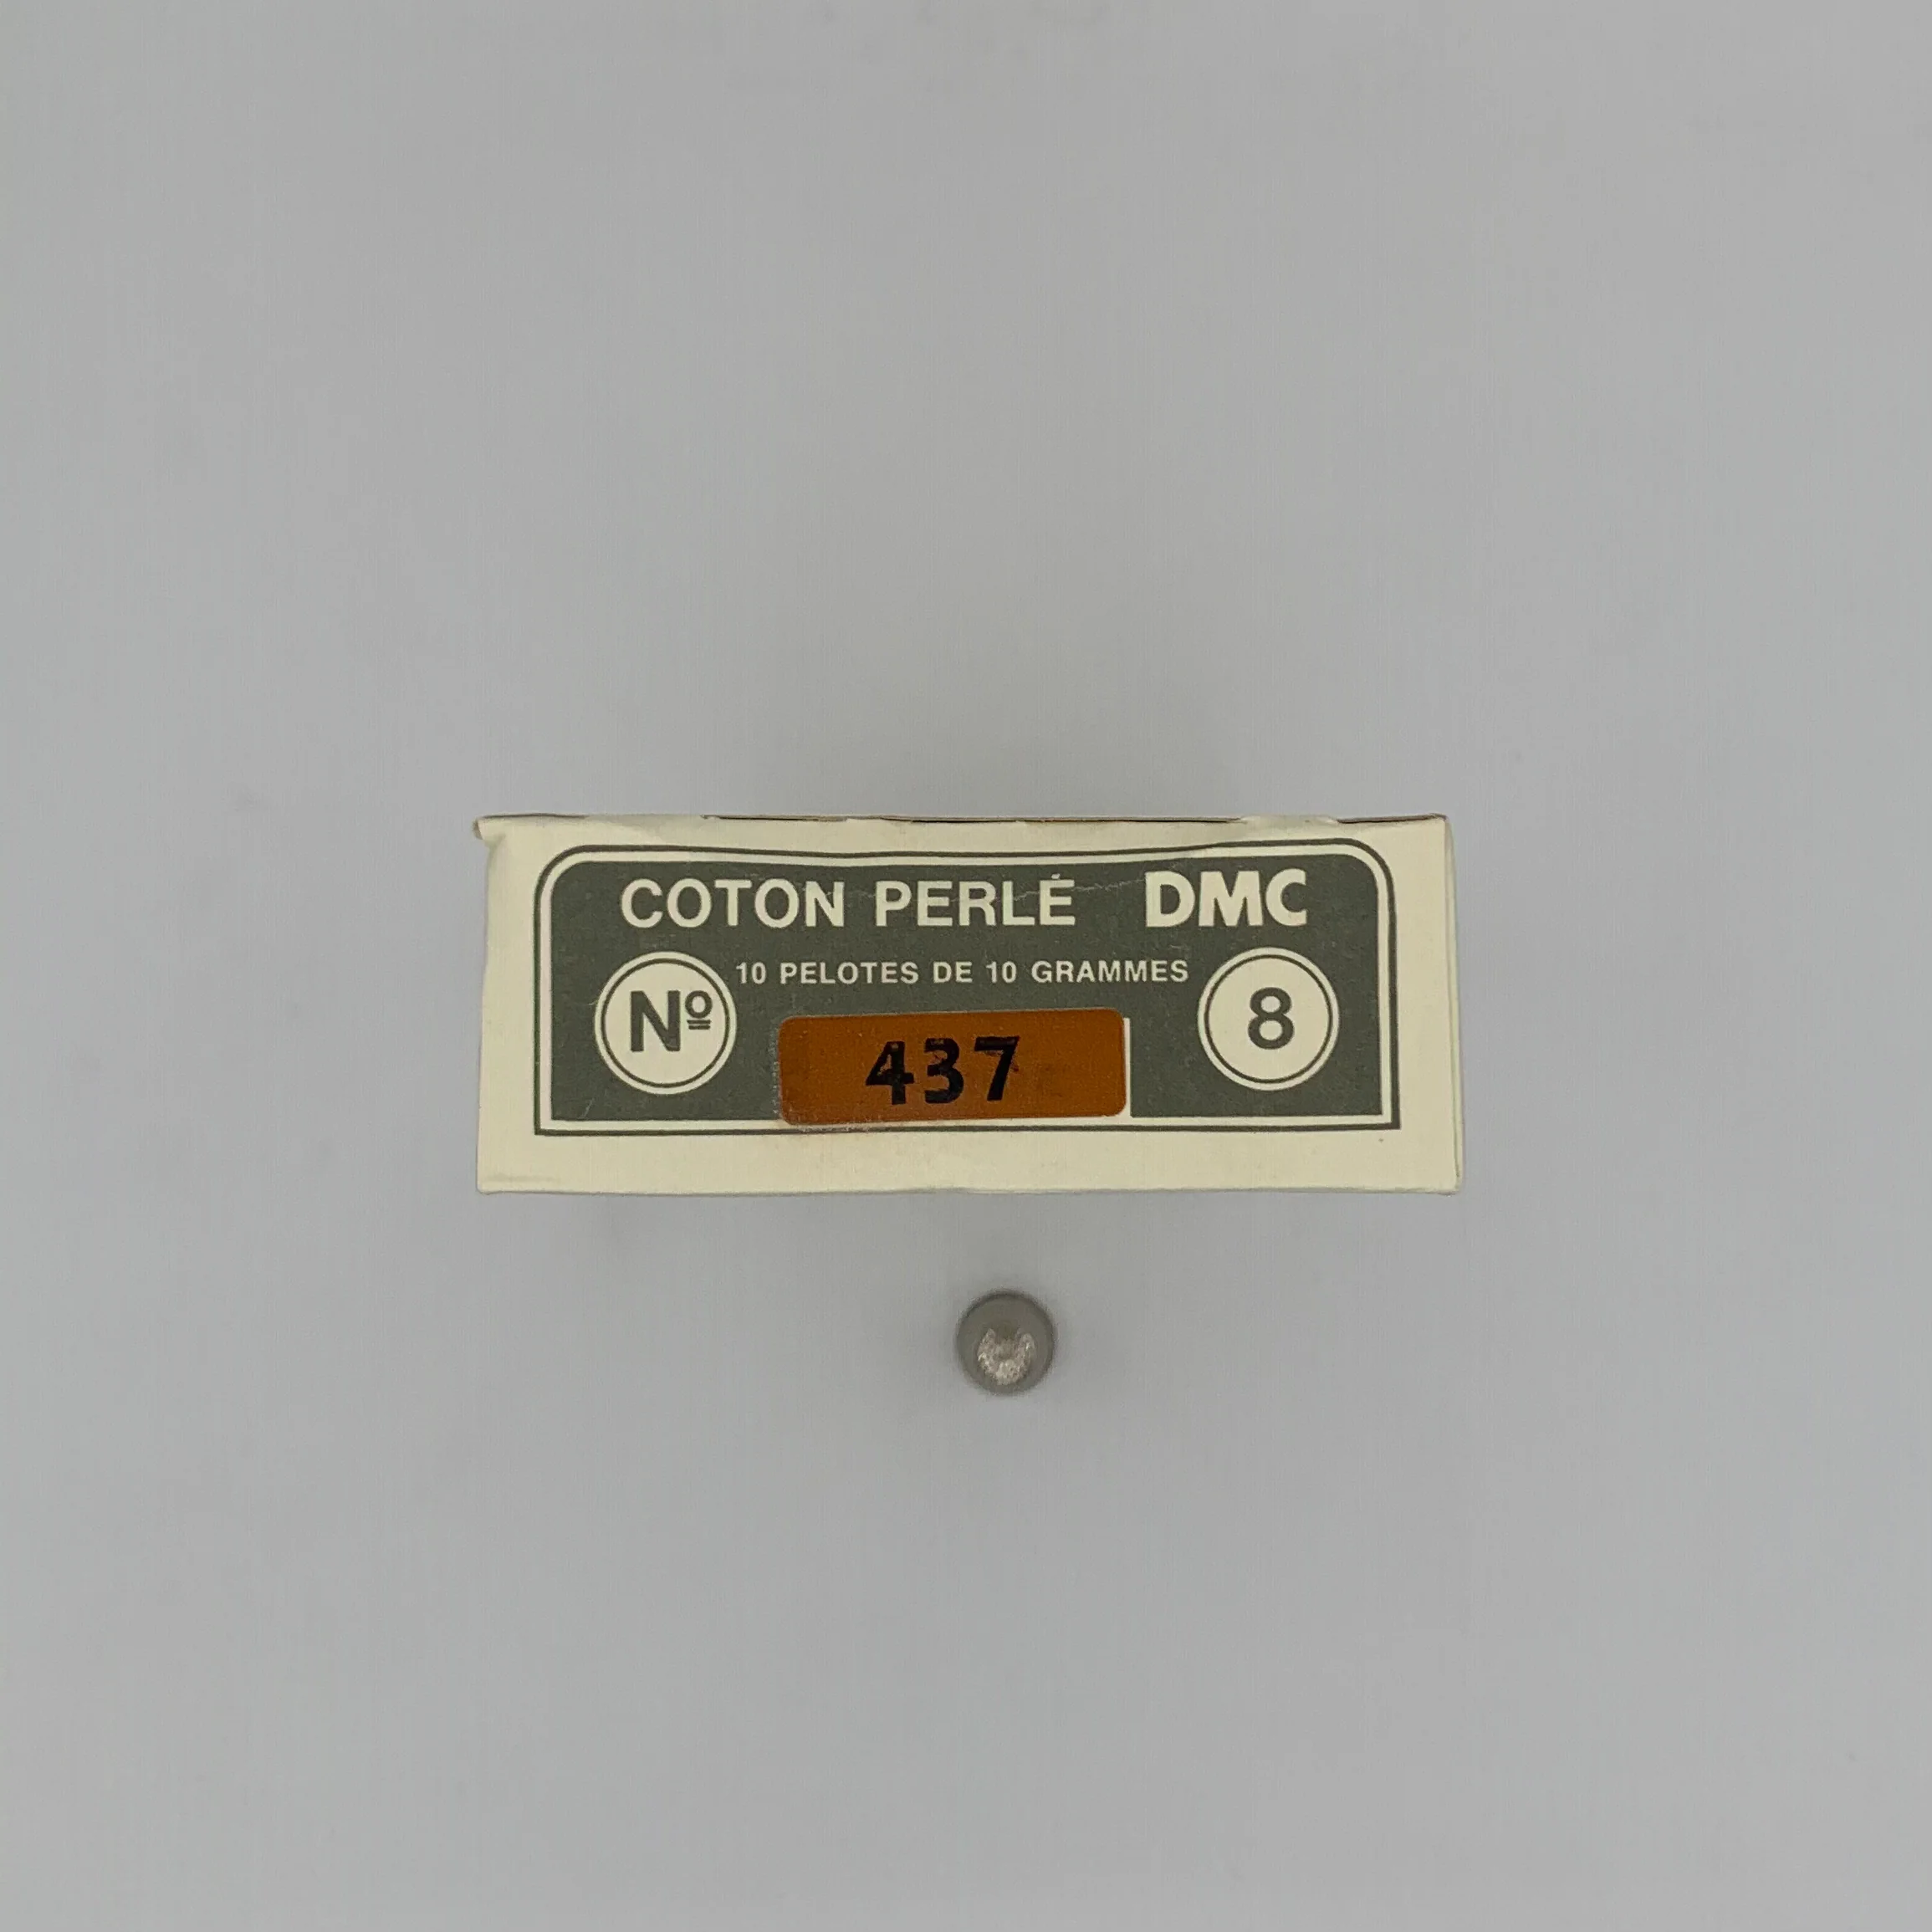 COTON PERLÉ DMC
10 PELOTES DE 10 GRAMMES
Nº 8
437